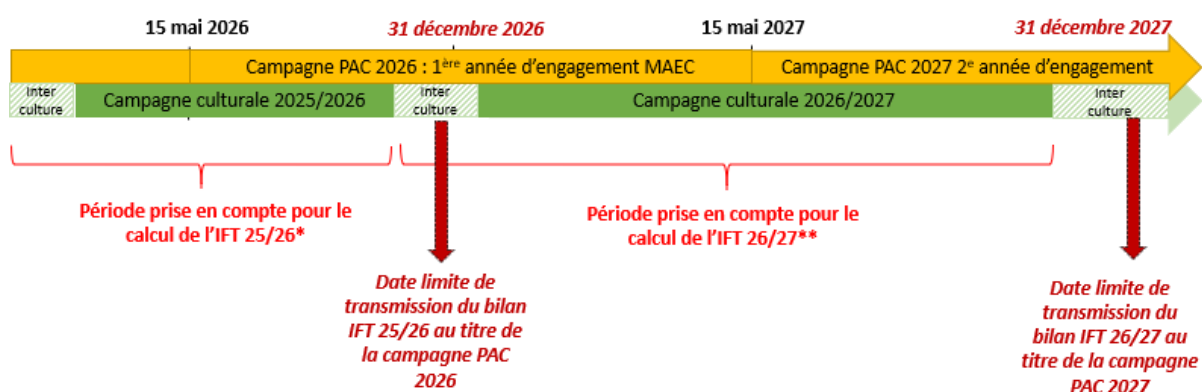 15 mai 2026
31 décembre 2026
15 mai 2027
31 décembre 2027
Campagne PAC 2026 : 1ère année d’engagement MAEC
Campagne PAC 2027 2e année d’engagement
Inter
culture
Campagne culturale 2025/2026
Inter
culture
Campagne culturale 2026/2027
Inter
culture
Période prise en compte pour le
calcul de l’IFT 25/26*
Période prise en compte pour le
calcul de l’IFT 26/27**
Date limite de
transmission du bilan
IFT 25/26 au titre de
la campagne PAC
2026
Date limite de
transmission du
bilan IFT 26/27 au
titre de la campagne
PAC 2027